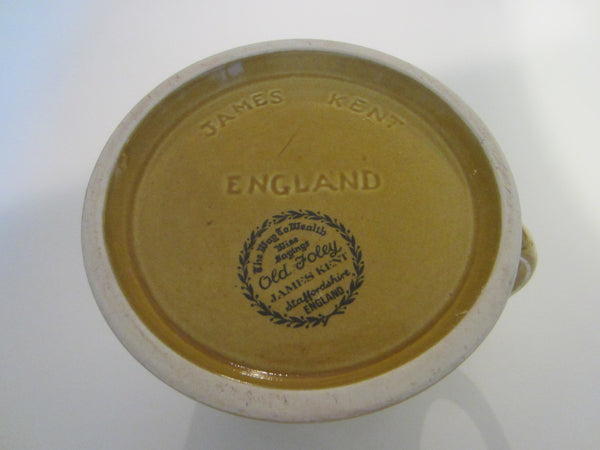 JAMES KENT
ENGLAND
The Way To Wealth
Wise
Sayings
Old Foley
JAMES KENT
Staffordshire
ENGLAND